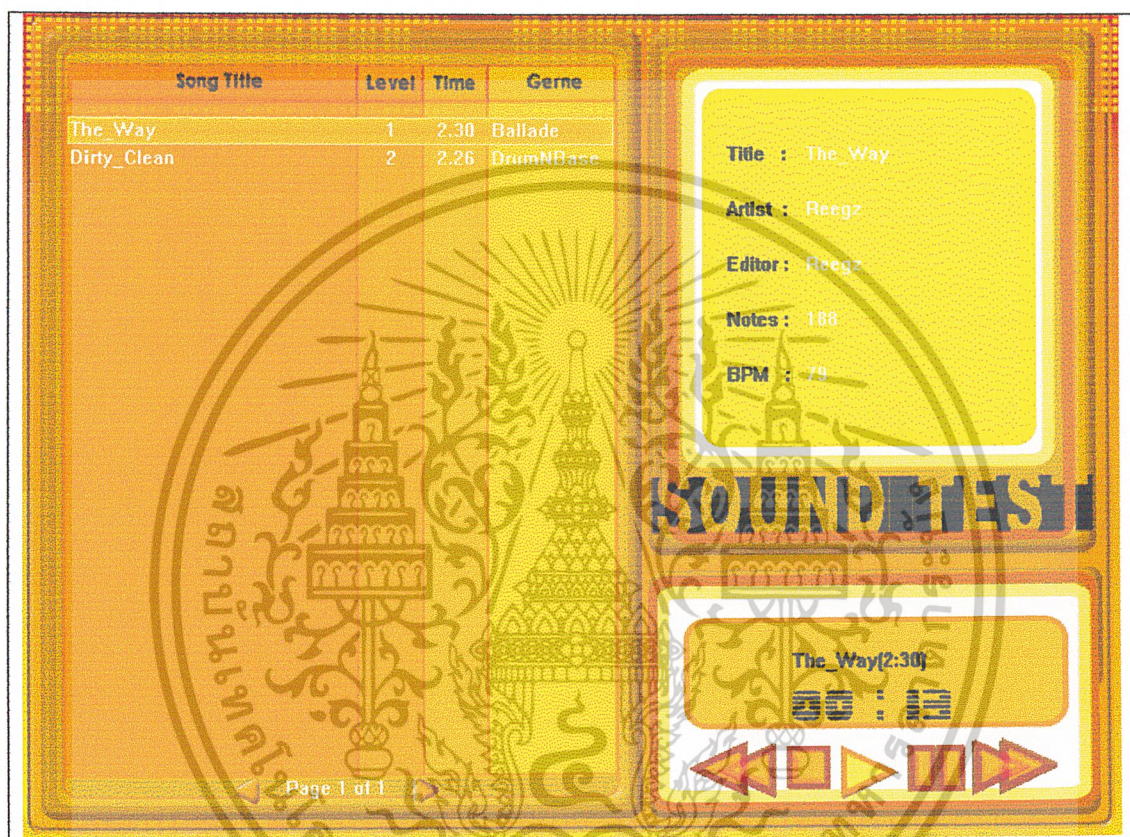 Song Title Level Time Gerne
The_Way 1 2.30 Ballade
Dirty_Clean 2 2.26 DrumNBase
Page 1 of 1
Title : The_Way
Artist : Reegz
Editor : Reegz
Notes : 188
BPM : 79
SOUND TEST
The_Way(2:30)
00 : 13